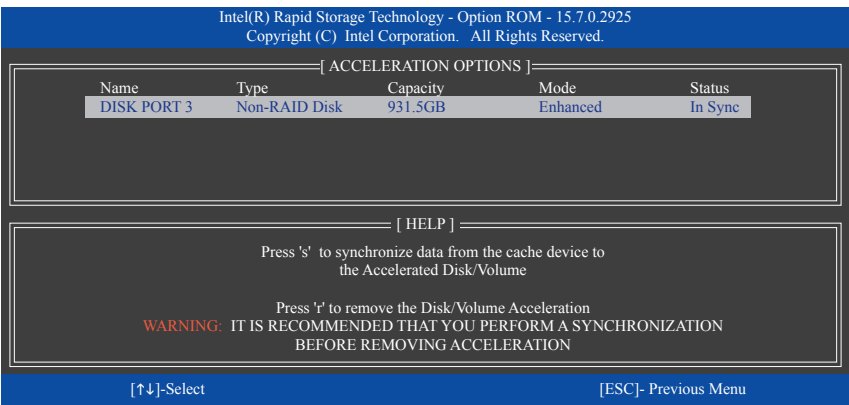 Intel(R) Rapid Storage Technology - Option ROM - 15.7.0.2925
Copyright (C) Intel Corporation. All Rights Reserved.
[ ACCELERATION OPTIONS ]
Name Type Capacity Mode Status
DISK PORT 3 Non-RAID Disk 931.5GB Enhanced In Sync
[ HELP ]
Press 's' to synchronize data from the cache device to
the Accelerated Disk/Volume
Press 'r' to remove the Disk/Volume Acceleration
WARNING: IT IS RECOMMENDED THAT YOU PERFORM A SYNCHRONIZATION
BEFORE REMOVING ACCELERATION
[↑↓]-Select [ESC]- Previous Menu